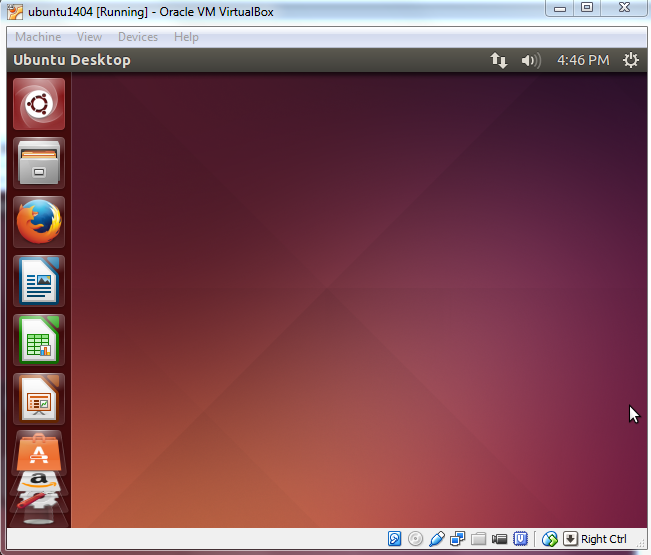 ubuntu1404 [Running] - Oracle VM VirtualBox
Machine View Devices Help
Ubuntu Desktop 4:46 PM
A
a
Right Ctrl